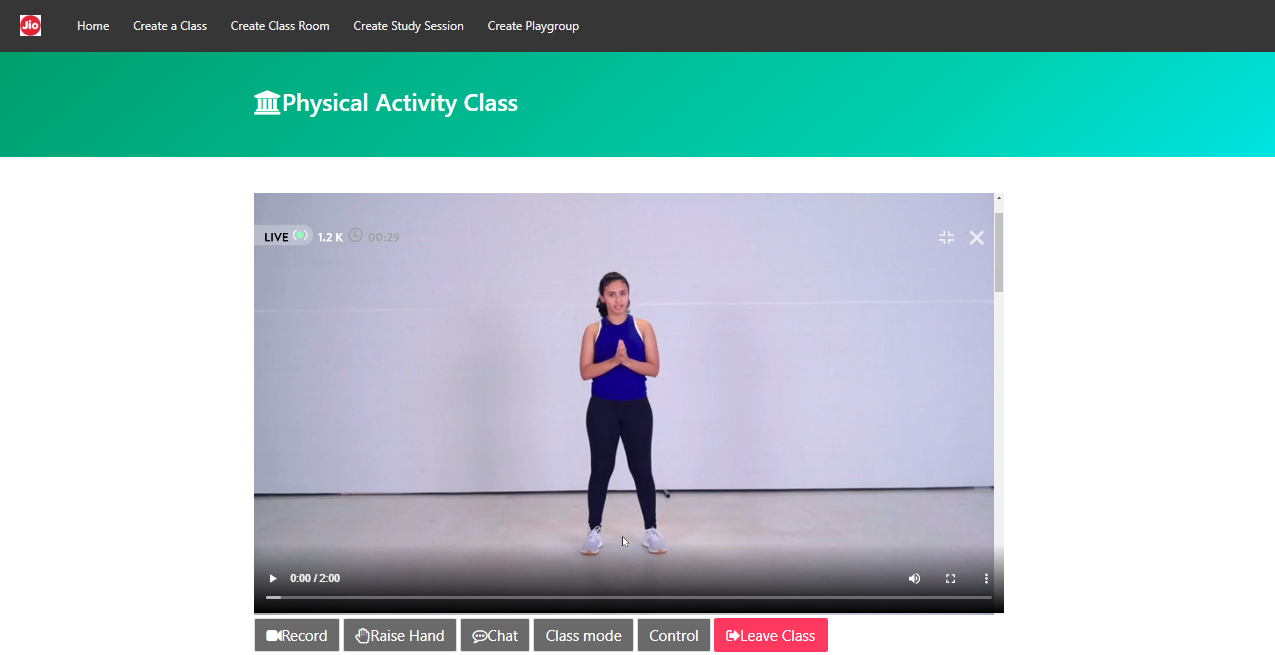 Jio
Home Create a Class Create Class Room Create Study Session Create Playgroup
Physical Activity Class
LIVE 1.2 K 00:29
0:00 / 2:00
Record Raise Hand Chat Class mode Control Leave Class